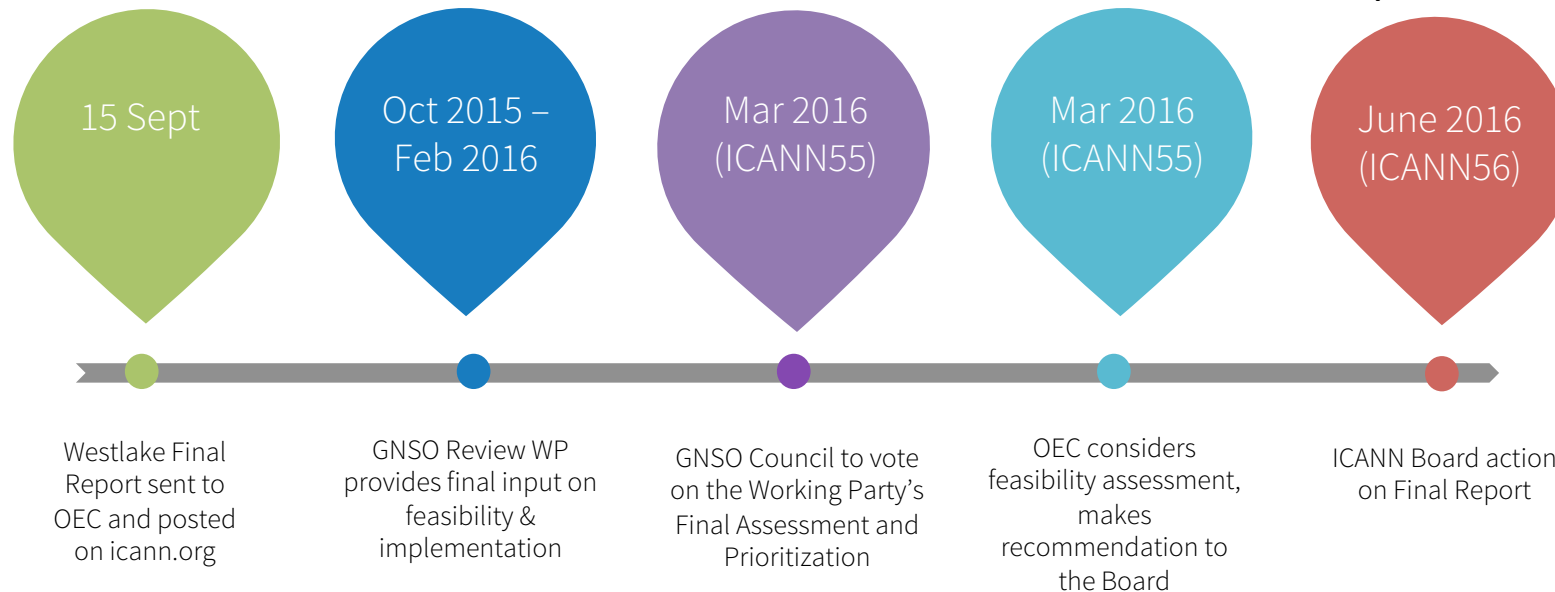 15 Sept
Oct 2015 –
Feb 2016
Mar 2016
(ICANN55)
Mar 2016
(ICANN55)
June 2016
(ICANN56)
Westlake Final
Report sent to
OEC and posted
on icann.org
GNSO Review WP
provides final input on
feasibility &
implementation
GNSO Council to vote
on the Working Party’s
Final Assessment and
Prioritization
OEC considers
feasibility assessment,
makes
recommendation to
the Board
ICANN Board action
on Final Report